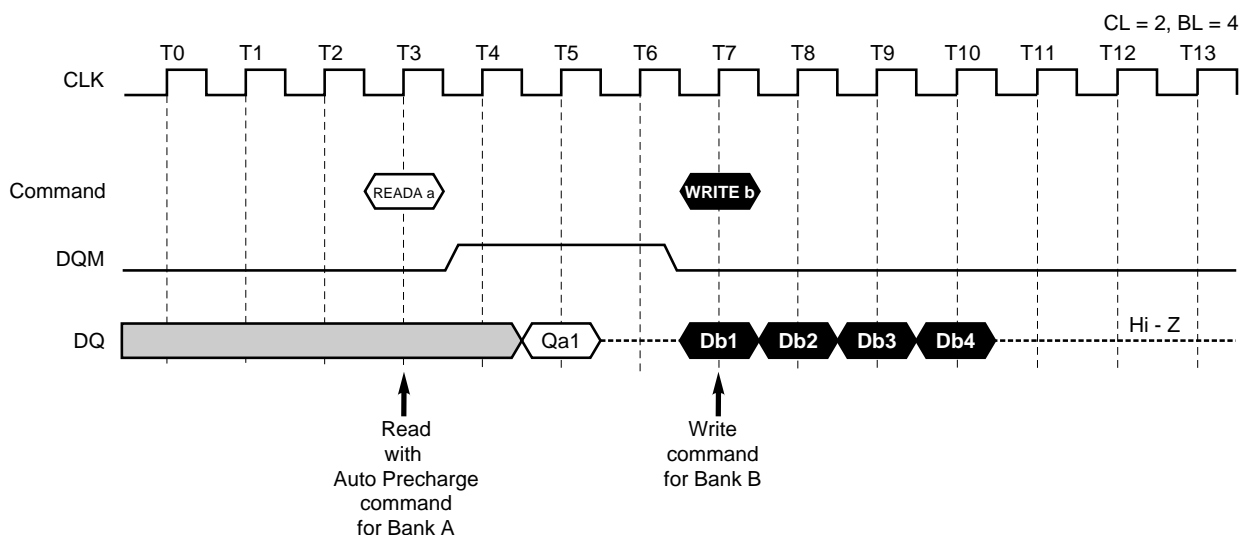 CL = 2, BL = 4
T0 T1 T2 T3 T4 T5 T6 T7 T8 T9 T10 T11 T12 T13
CLK
Command READA a WRITE b
DQM
DQ Qa1 Db1 Db2 Db3 Db4 Hi - Z
Read
with
Auto Precharge
command
for Bank A
Write
command
for Bank B